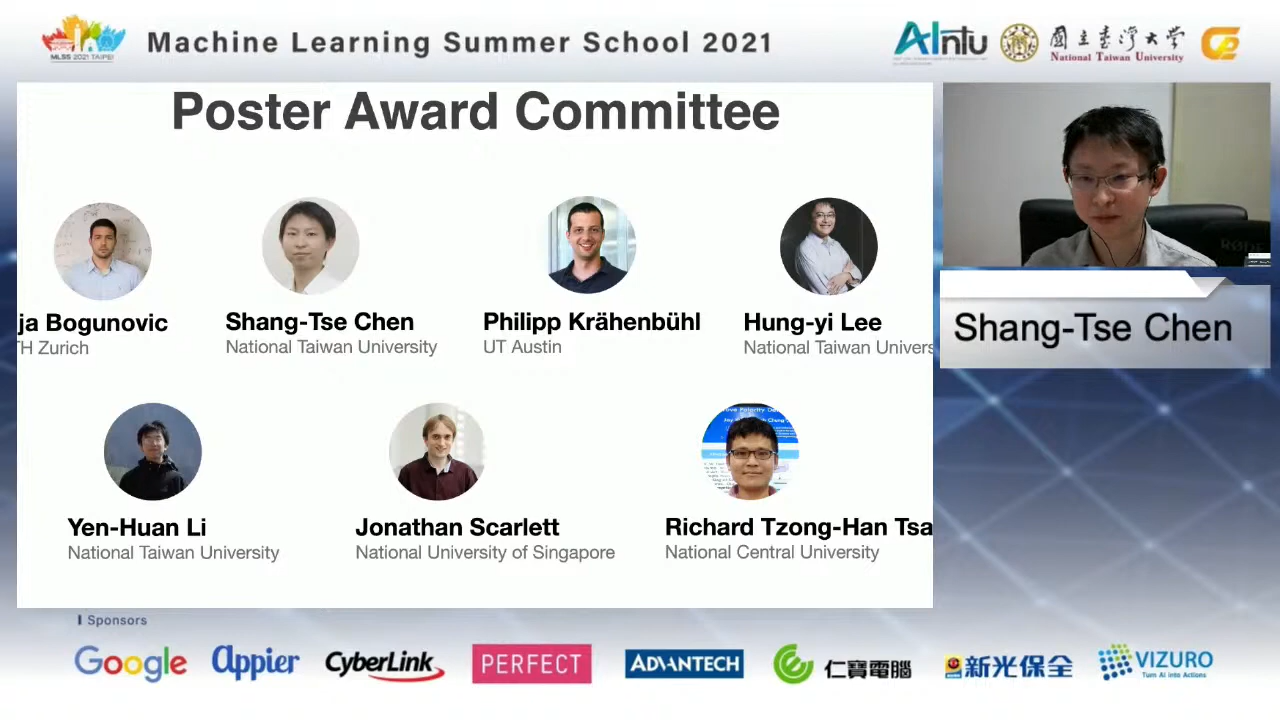 MLSS 2021 TAIPEI
Machine Learning Summer School 2021
AIntu
國立臺灣大學
National Taiwan University
Poster Award Committee
ja Bogunovic
TH Zurich
Shang-Tse Chen
National Taiwan University
Philipp Krähenbühl
UT Austin
Hung-yi Lee
National Taiwan Univers
Yen-Huan Li
National Taiwan University
Jonathan Scarlett
National University of Singapore
Richard Tzong-Han Tsa
National Central University
RØDE
Shang-Tse Chen
Sponsors
Google
Appier
CyberLink
PERFECT
ADVANTECH
仁寶電腦
新光保全
VIZURO
Turn AI into Actions